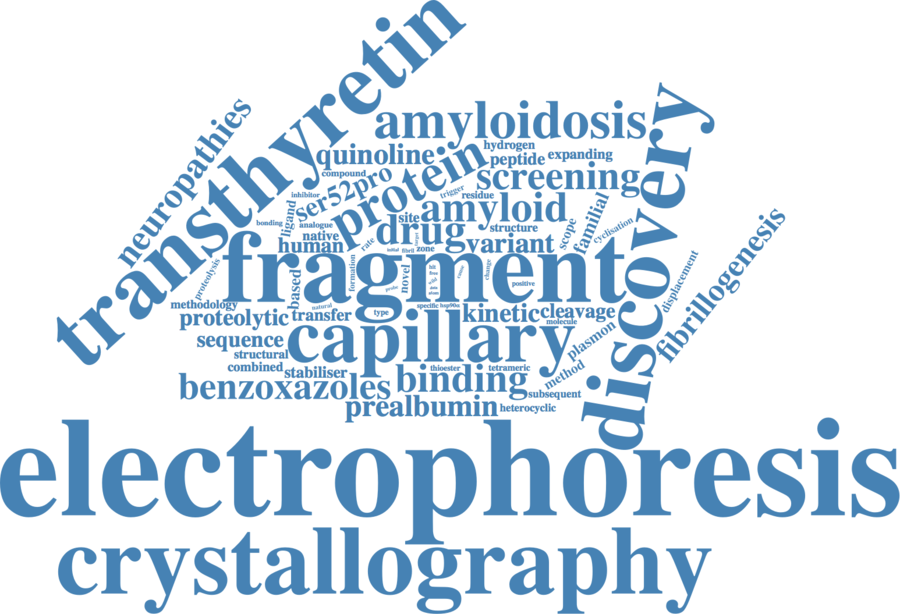 transthyretin
neuropathies
amyloidosis
discovery
quinoline
hydrogen
compound
protein
peptide
expanding
screening
ser52pro
inhibitor
trigger
residue
ligand
amyloid
familial
bonding
analogue
site
drug
structure
scope
cyclisation
native
human
rate
zone
variant
fibrillogenesis
proteolysis
fragment
displacement
based
formation
novel
change
positive
methodology
natural
specific
hsp90α
proteolytic
transfer
type
kinetic
cleavage
molecule
sequence
capillary
plasmon
structural
combined
stabiliser
thioester
tetrameric
method
benzoxazoles
binding
subsequent
prealbumin
heterocyclic
electrophoresis
crystallography